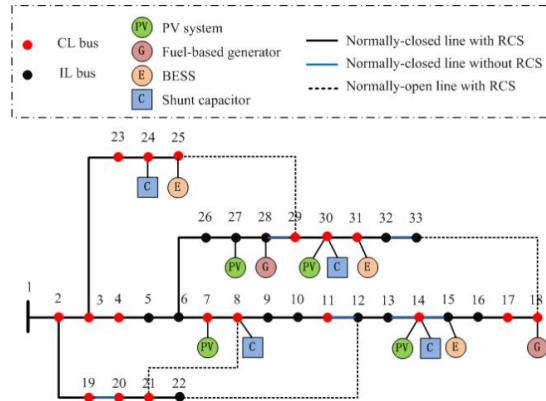 CL bus
IL bus
PV PV system
G Fuel-based generator
E BESS
C Shunt capacitor
Normally-closed line with RCS
Normally-closed line without RCS
Normally-open line with RCS
23 24 25
C E
26 27 28 29 30 31 32 33
PV G PV C E
1 2 3 4 5 6 7 8 9 10 11 12 13 14 15 16 17 18
PV C PV C E G
19 20 21 22